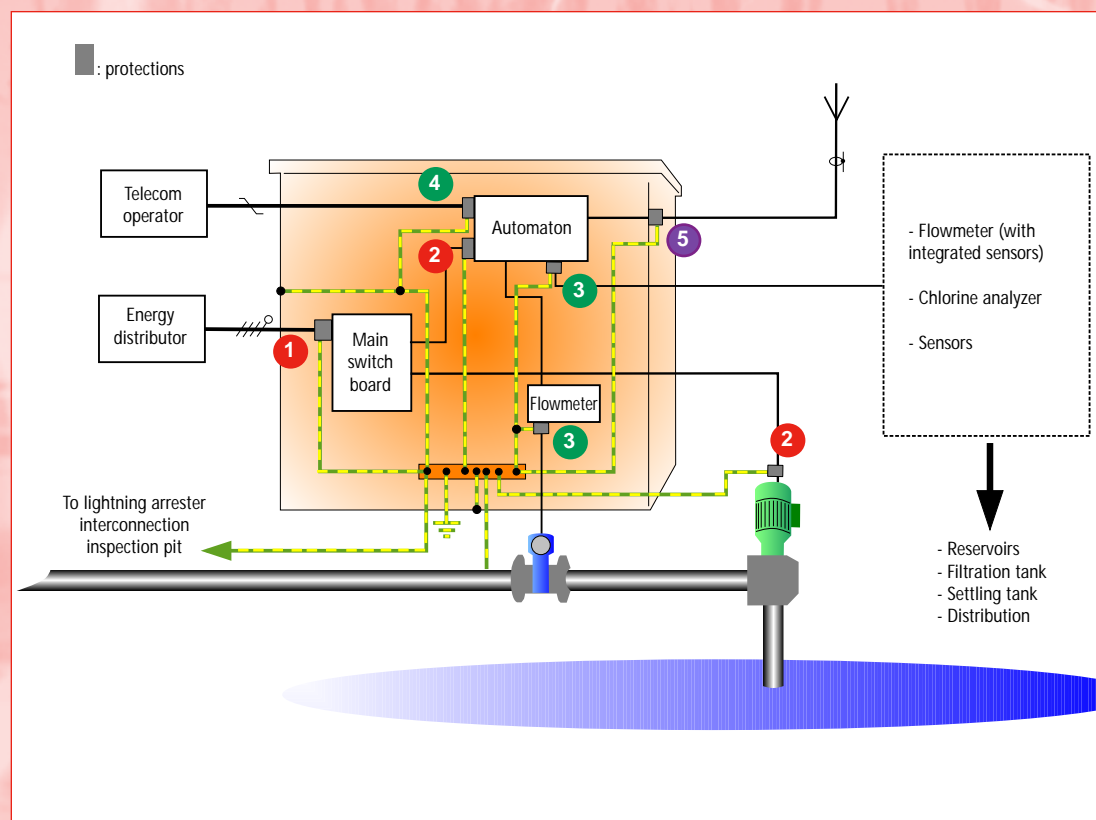 : protections
Telecom
operator
4
Automaton
5
2
3
- Flowmeter (with
integrated sensors)
- Chlorine analyzer
- Sensors
Energy
distributor
1
Main
switch
board
Flowmeter
3
2
To lightning arrester
interconnection
inspection pit
- Reservoirs
- Filtration tank
- Settling tank
- Distribution